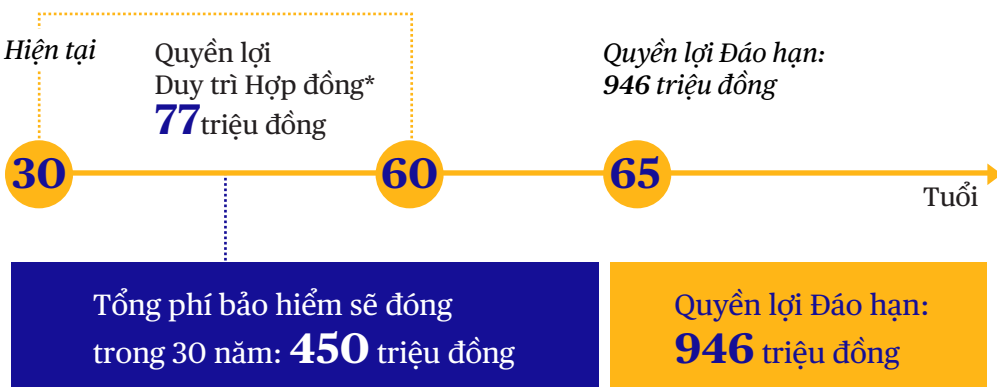 Hiện tại
Quyền lợi
Duy trì Hợp đồng*
77 triệu đồng
Quyền lợi Đáo hạn:
946 triệu đồng
30
60
65
Tuổi
Tổng phí bảo hiểm sẽ đóng
trong 30 năm: 450 triệu đồng
Quyền lợi Đáo hạn:
946 triệu đồng